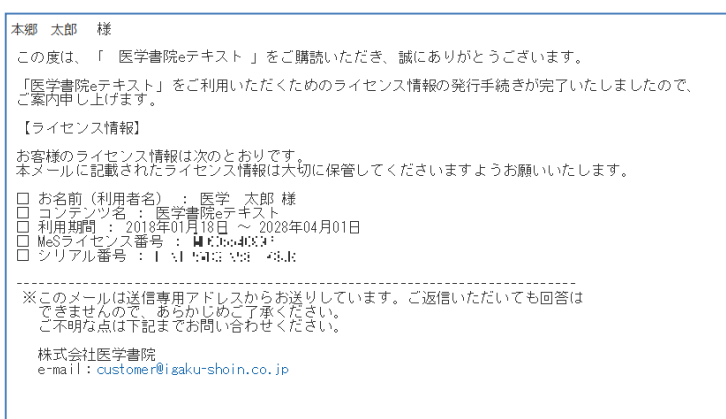 本郷 太郎 様
この度は、「 医学書院eテキスト 」をご購読いただき、誠にありがとうございます。
「医学書院eテキスト」をご利用いただくためのライセンス情報の発行手続きが完了いたしましたので、
ご案内申し上げます。
【ライセンス情報】
お客様のライセンス情報は次のとおりです。
本メールに記載されたライセンス情報は大切に保管してくださいますようお願いいたします。
□ お名前（利用者名） : 医学 太郎 様
□ コンテンツ名 : 医学書院eテキスト
□ 利用期間 : 2018年01月18日 ～ 2028年04月01日
□ MeSライセンス番号 :
□ シリアル番号 :
--------------------------------------------------------------------------
※このメールは送信専用アドレスからお送りしています。ご返信いただいても回答は
できませんので、あらかじめご了承ください。
ご不明な点は下記までお問い合わせください。
株式会社医学書院
e-mail：customer@igaku-shoin.co.jp